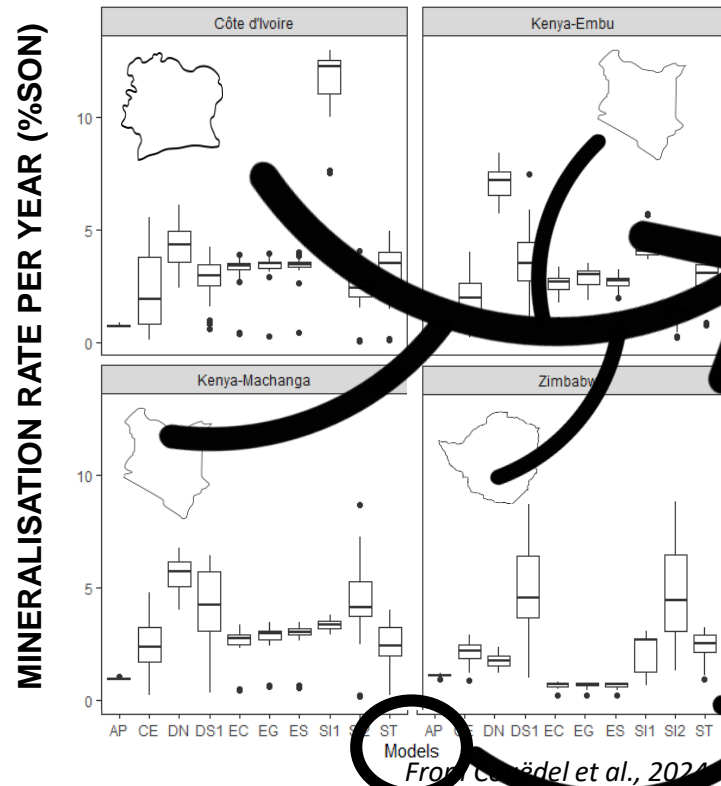 MINERALISATION RATE PER YEAR (%SON)
Côte d'Ivoire
Kenya-Embu
10
5
0
Kenya-Machanga
10
5
0
AP CE DN DS1 EC EG ES SI1 ST
AP DN DS1 EC EG ES SI1 SI2 ST
Models
et al., 2024